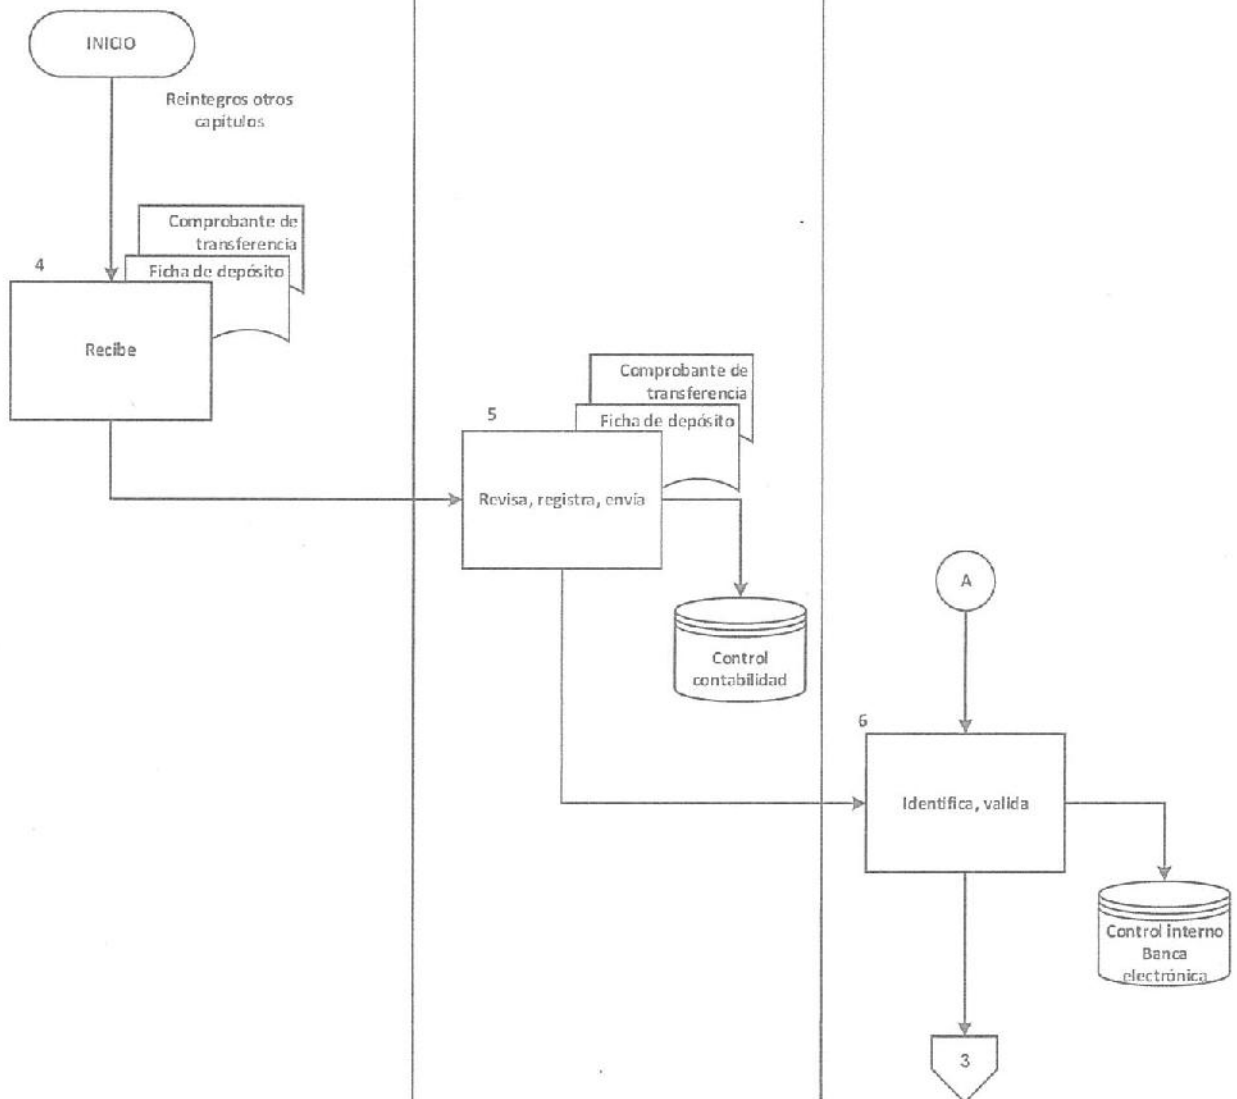 INICIO
Reintegros otros
capítulos
Comprobante de
transferencia
Ficha de depósito
4
Recibe
Comprobante de
transferencia
Ficha de depósito
5
Revisa, registra, envía
Control
contabilidad
A
6
Identifica, valida
Control interno
Banca
electrónica
3